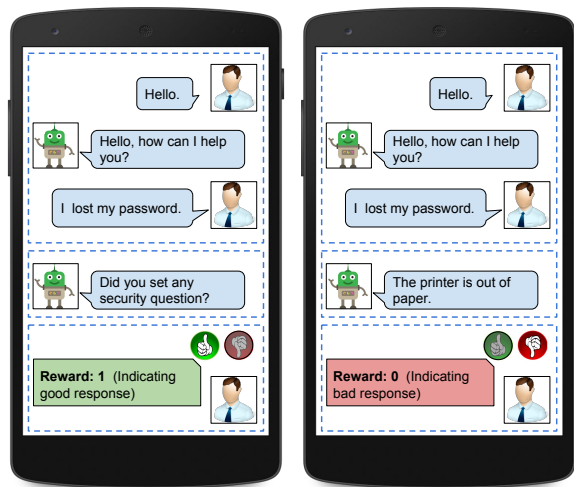 Hello.
Hello, how can I help
you?
I lost my password.
Did you set any
security question?
Reward: 1 (Indicating
good response)
Hello.
Hello, how can I help
you?
I lost my password.
The printer is out of
paper.
Reward: 0 (Indicating
bad response)